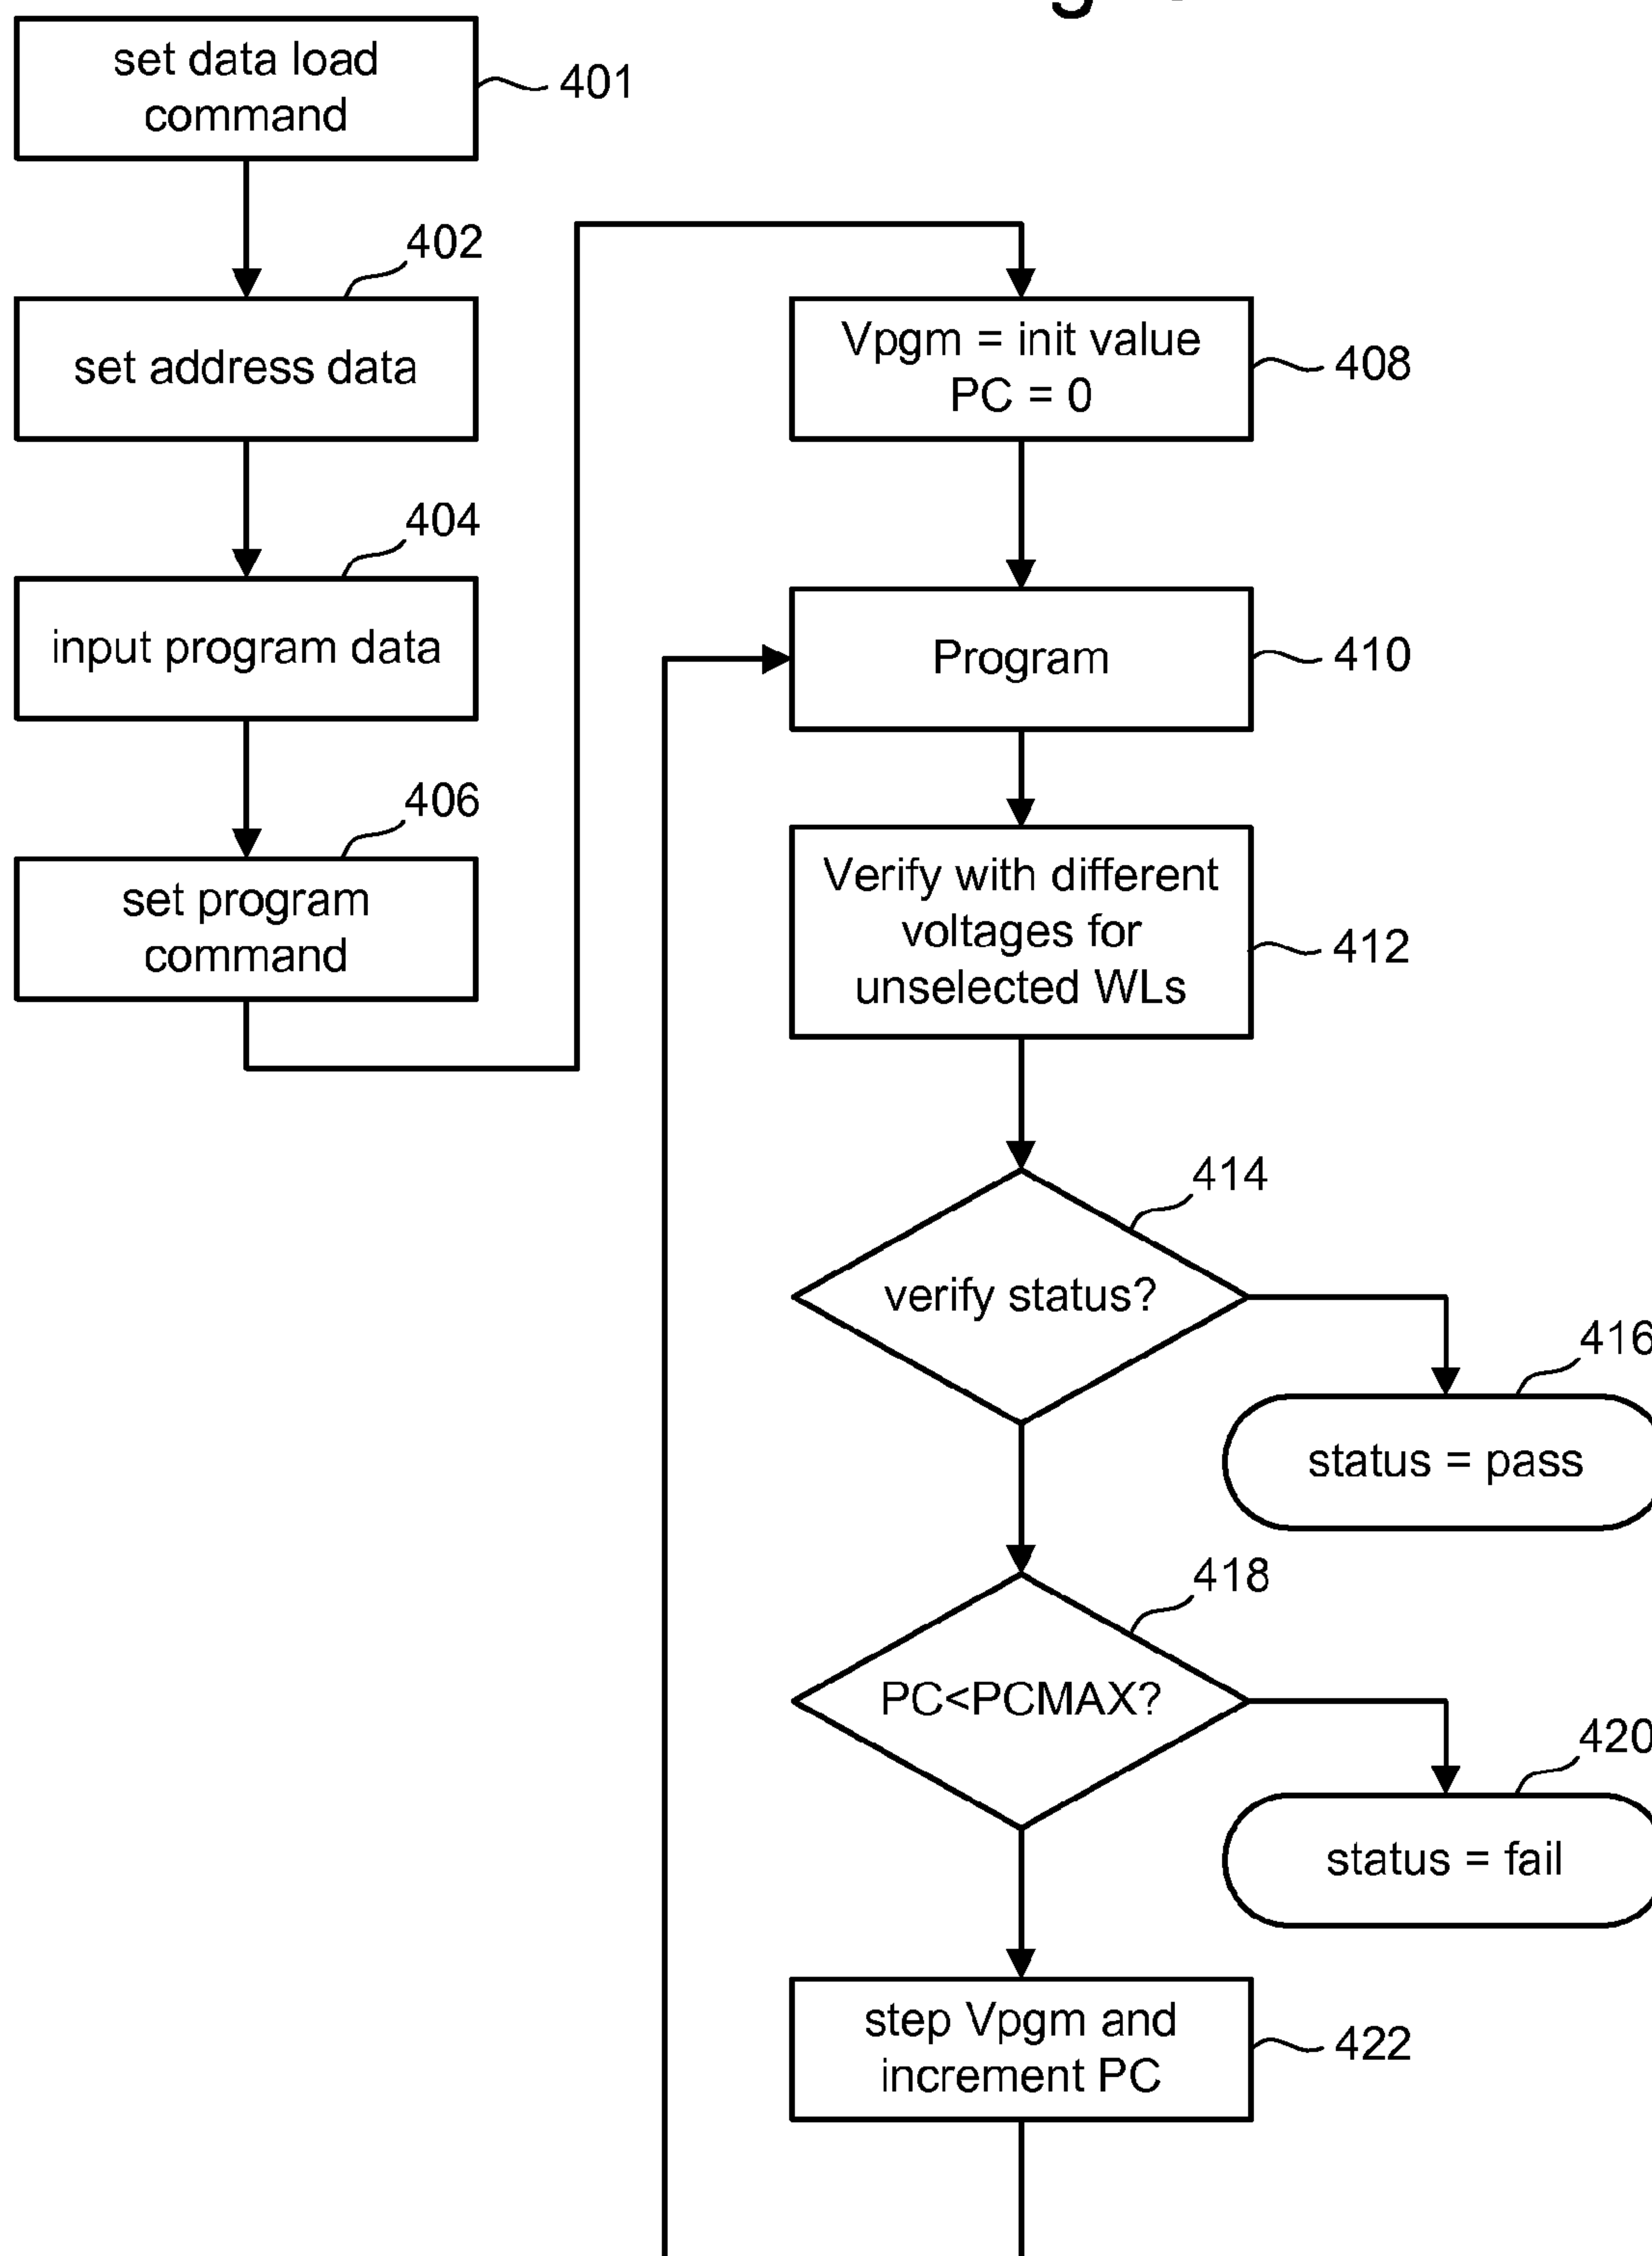 set data load
command
401
402
set address data
404
input program data
406
set program
command
Vpgm = init value
PC = 0
408
Program
410
Verify with different
voltages for
unselected WLs
412
414
verify status?
416
status = pass
418
PC<PCMAX?
420
status = fail
step Vpgm and
increment PC
422